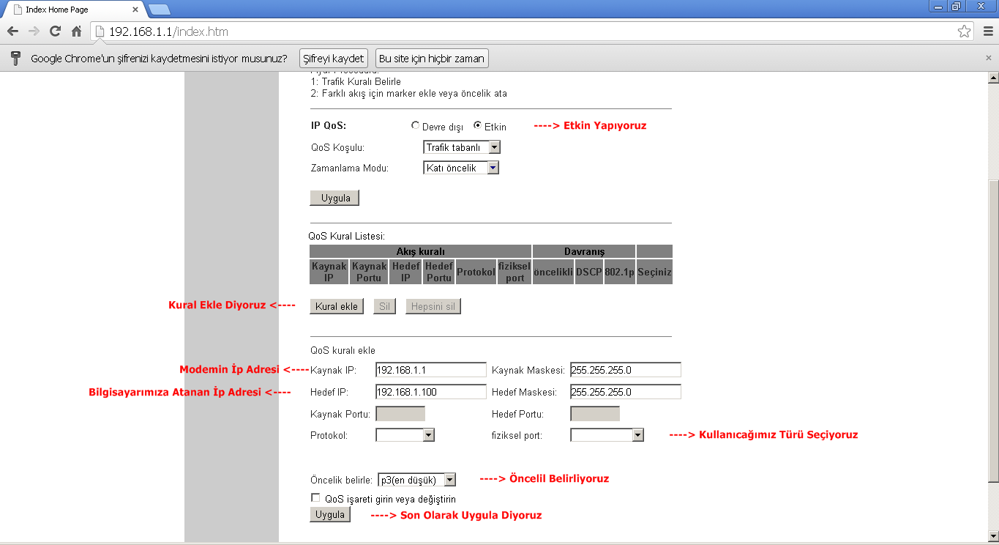 Index Home Page
192.168.1.1/index.htm
Google Chrome'un şifrenizi kaydetmesini istiyor musunuz? Şifreyi kaydet Bu site için hiçbir zaman
1: Trafik Kuralı Belirle
2: Farklı akış için marker ekle veya öncelik ata
IP QoS: Devre dışı Etkin ----> Etkin Yapıyoruz
QoS Koşulu: Trafik tabanlı
Zamanlama Modu: Katı öncelik
Uygula
QoS Kural Listesi:
Akış kuralı Davranış
Kaynak IP Kaynak Portu Hedef IP Hedef Portu Protokol fiziksel port öncelikli DSCP 802.1p Seçiniz
Kural Ekle Diyoruz <---- Kural ekle Sil Hepsini sil
QoS kuralı ekle
Modemin İp Adresi <---- Kaynak IP: 192.168.1.1 Kaynak Maskesi: 255.255.255.0
Bilgisayarımıza Atanan İp Adresi <---- Hedef IP: 192.168.1.100 Hedef Maskesi: 255.255.255.0
Kaynak Portu: Hedef Portu:
Protokol: fiziksel port: ----> Kullanıcağımız Türü Seçiyoruz
Öncelik belirle: p3(en düşük) ----> Öncelil Belirliyoruz
QoS işareti girin veya değiştirin
Uygula ----> Son Olarak Uygula Diyoruz